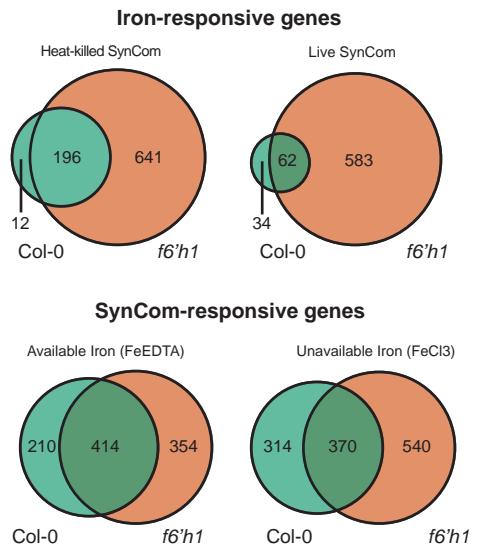 Iron-responsive genes
Heat-killed SynCom
Live SynCom
196
641
62
583
12
34
Col-0
f6'h1
Col-0
f6'h1
SynCom-responsive genes
Available Iron (FeEDTA)
Unavailable Iron (FeCl3)
210
414
354
314
370
540
Col-0
f6'h1
Col-0
f6'h1